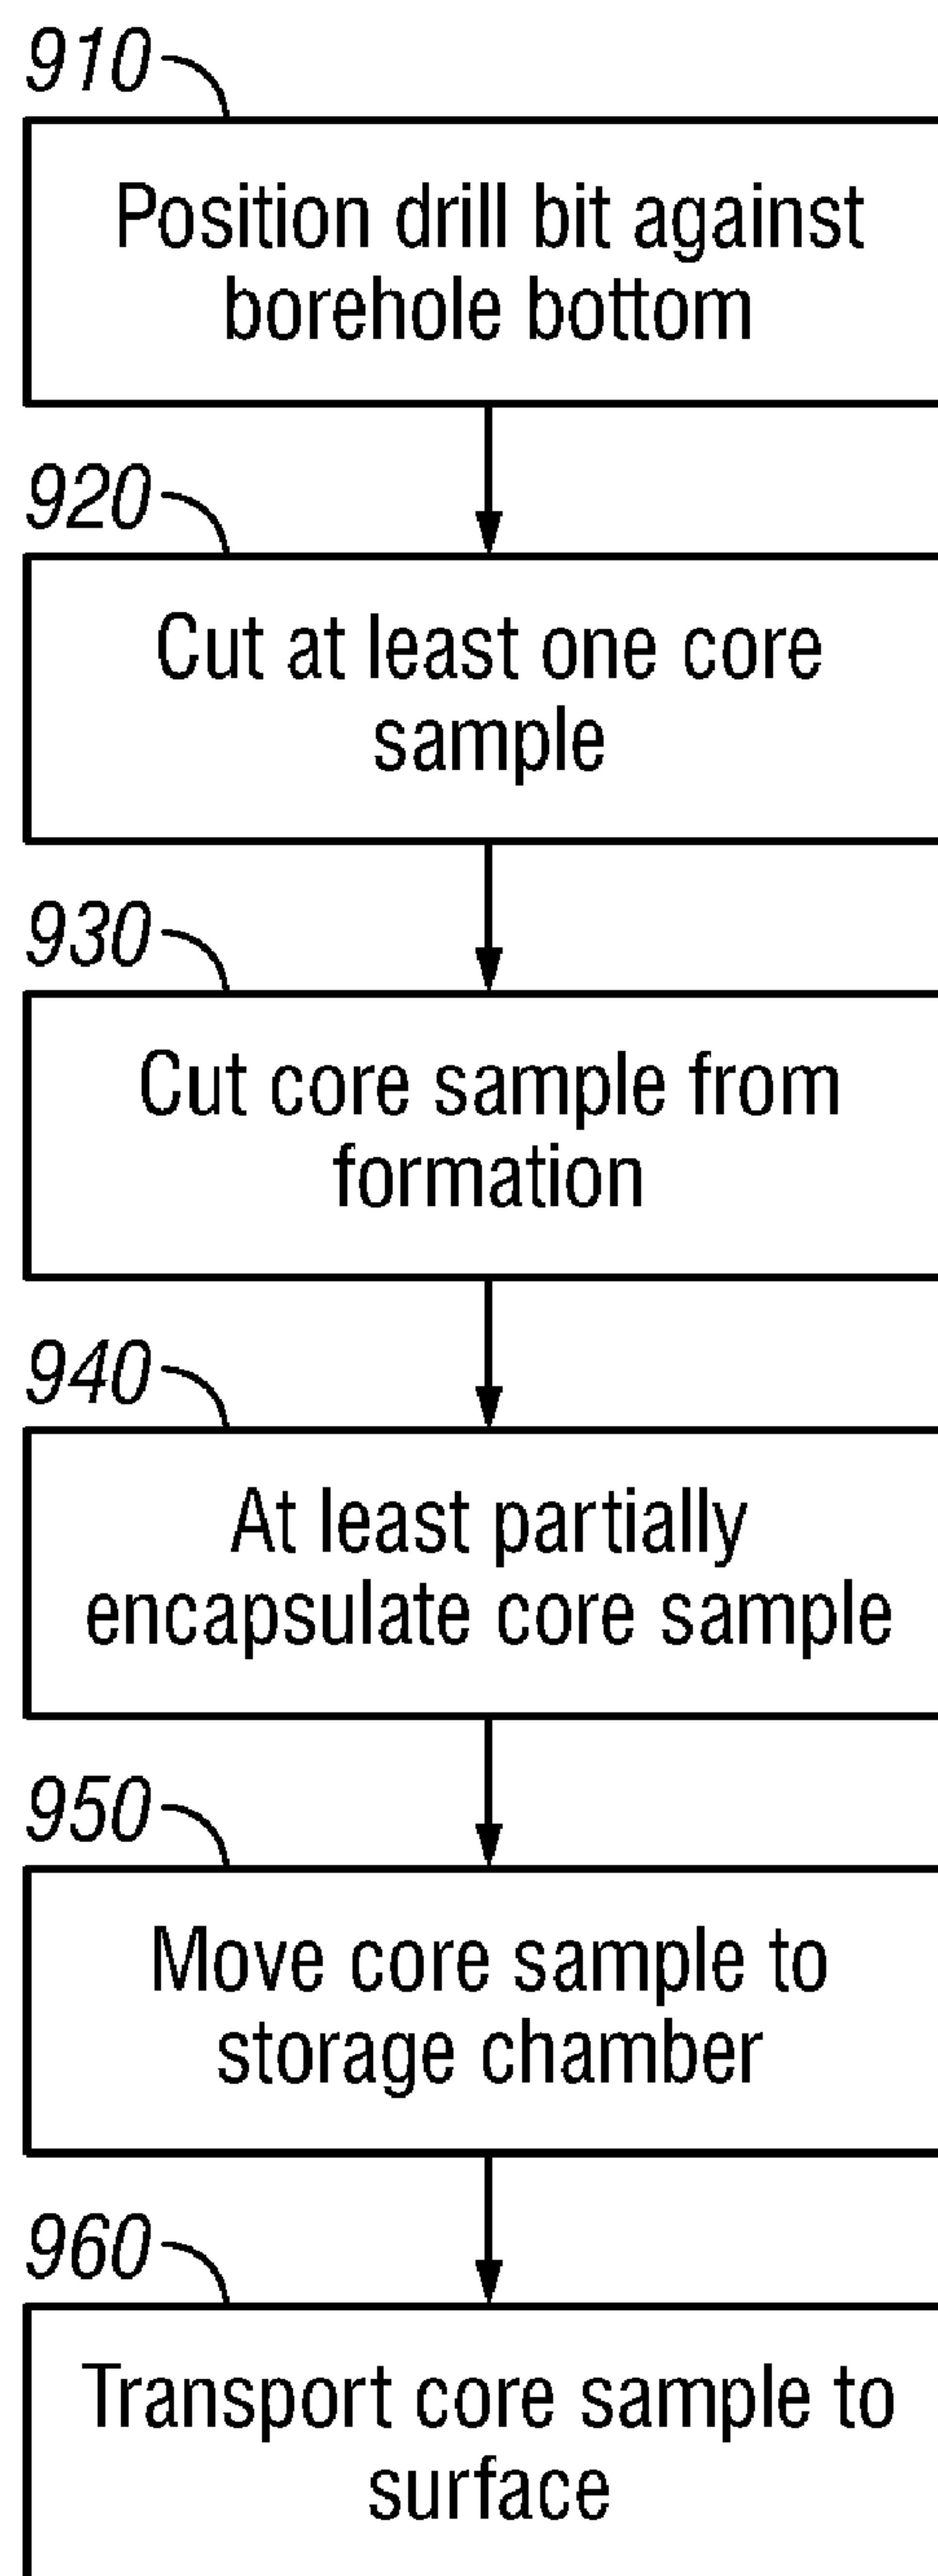 910
Position drill bit against
borehole bottom
920
Cut at least one core
sample
930
Cut core sample from
formation
940
At least partially
encapsulate core sample
950
Move core sample to
storage chamber
960
Transport core sample to
surface